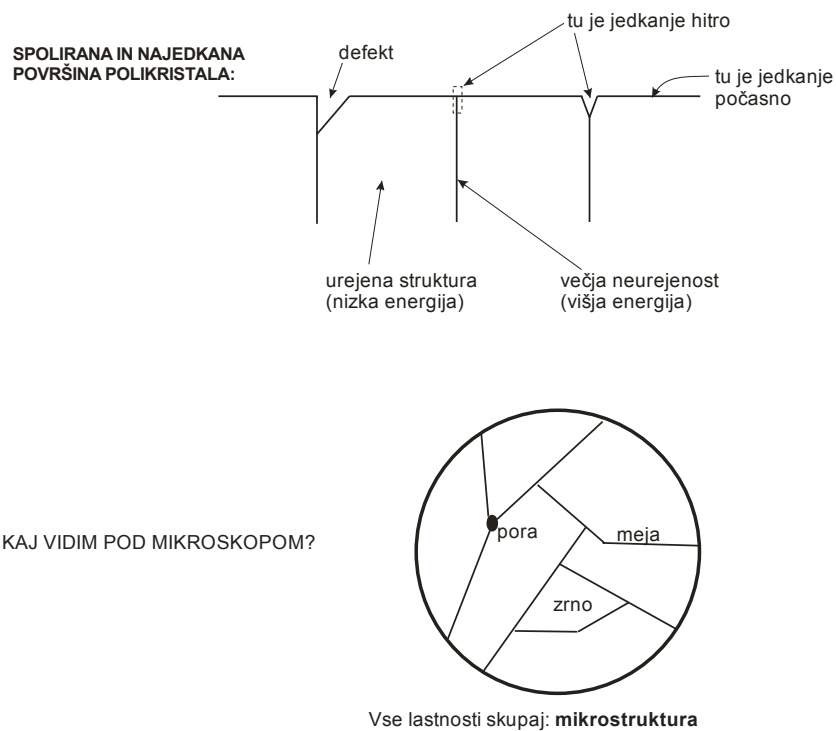 tu je jedkanje hitro
SPOLIRANA IN NAJEDKANA
POVRŠINA POLIKRISTALA:
defekt
tu je jedkanje
počasno
urejena struktura
(nizka energija)
večja neurejenost
(višja energija)
KAJ VIDIM POD MIKROSKOPOM?
pora
meja
zrno
Vse lastnosti skupaj: mikrostruktura